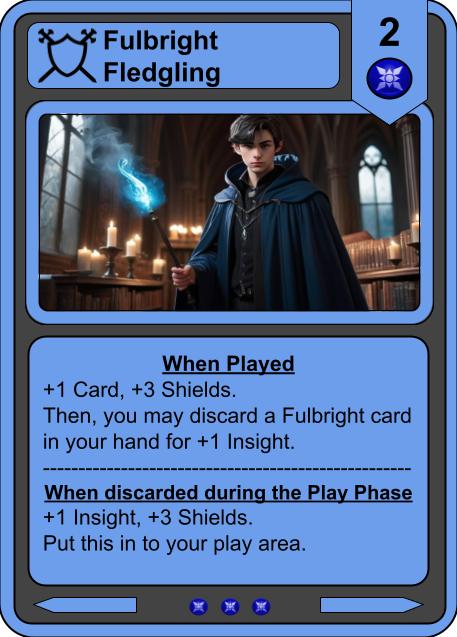 Fulbright
Fledgling
2
When Played
+1 Card, +3 Shields.
Then, you may discard a Fulbright card
in your hand for +1 Insight.
----------------------------------------------------
When discarded during the Play Phase
+1 Insight, +3 Shields.
Put this in to your play area.